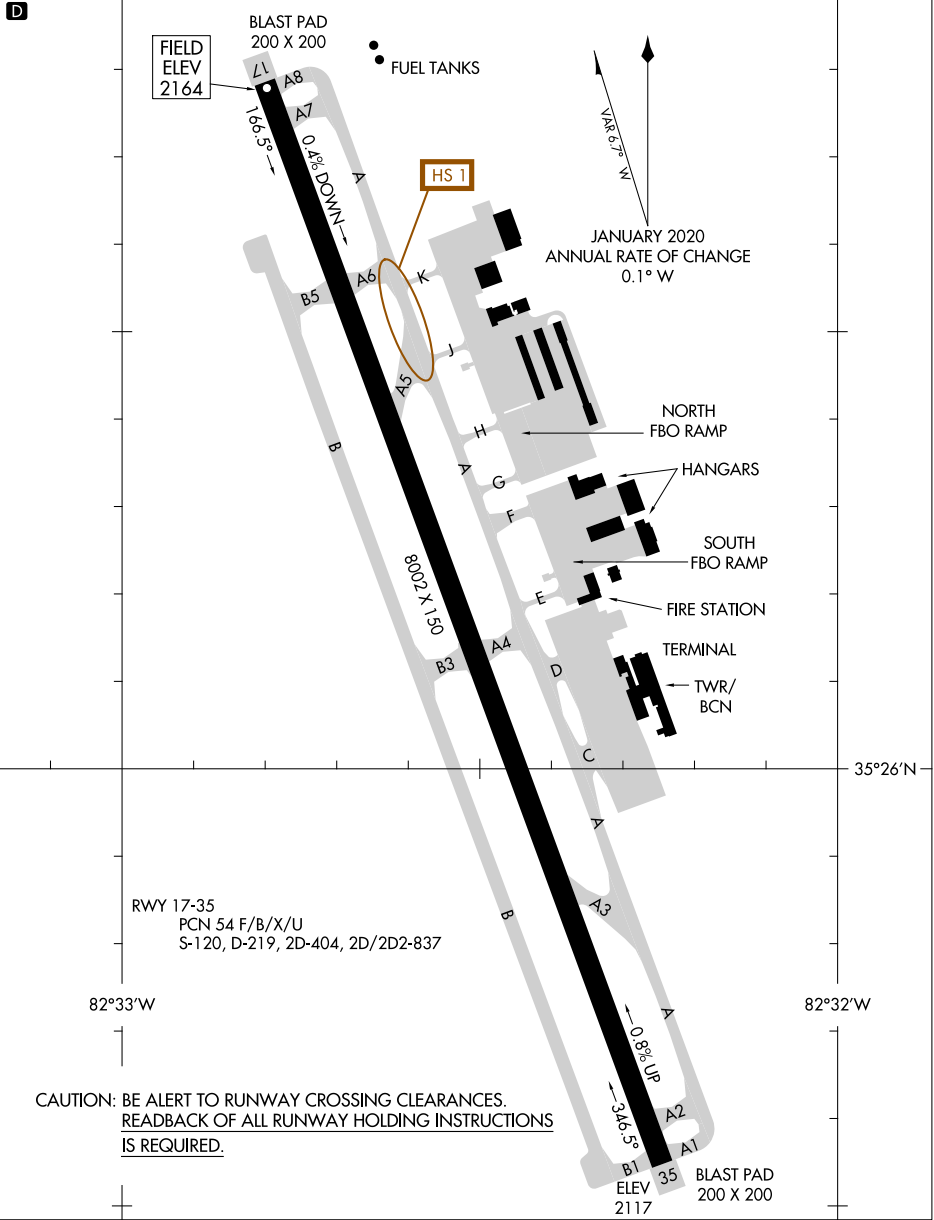 D
BLAST PAD
200 X 200
FIELD
ELEV
2164
FUEL TANKS
17
A8
A7
166.5°
0.4% DOWN
A
VAR 6.7° W
HS 1
JANUARY 2020
ANNUAL RATE OF CHANGE
0.1° W
A6
K
B5
J
A5
NORTH
FBO RAMP
H
B
A
HANGARS
G
F
SOUTH
FBO RAMP
8002 X 150
E
FIRE STATION
A4
TERMINAL
B3
D
TWR/
BCN
C
35°26'N
A
RWY 17-35
PCN 54 F/B/X/U
S-120, D-219, 2D-404, 2D/2D2-837
A3
B
82°33'W
82°32'W
A
0.8% UP
CAUTION: BE ALERT TO RUNWAY CROSSING CLEARANCES.
READBACK OF ALL RUNWAY HOLDING INSTRUCTIONS
IS REQUIRED.
346.5°
A2
A1
B1
35
ELEV
2117
BLAST PAD
200 X 200